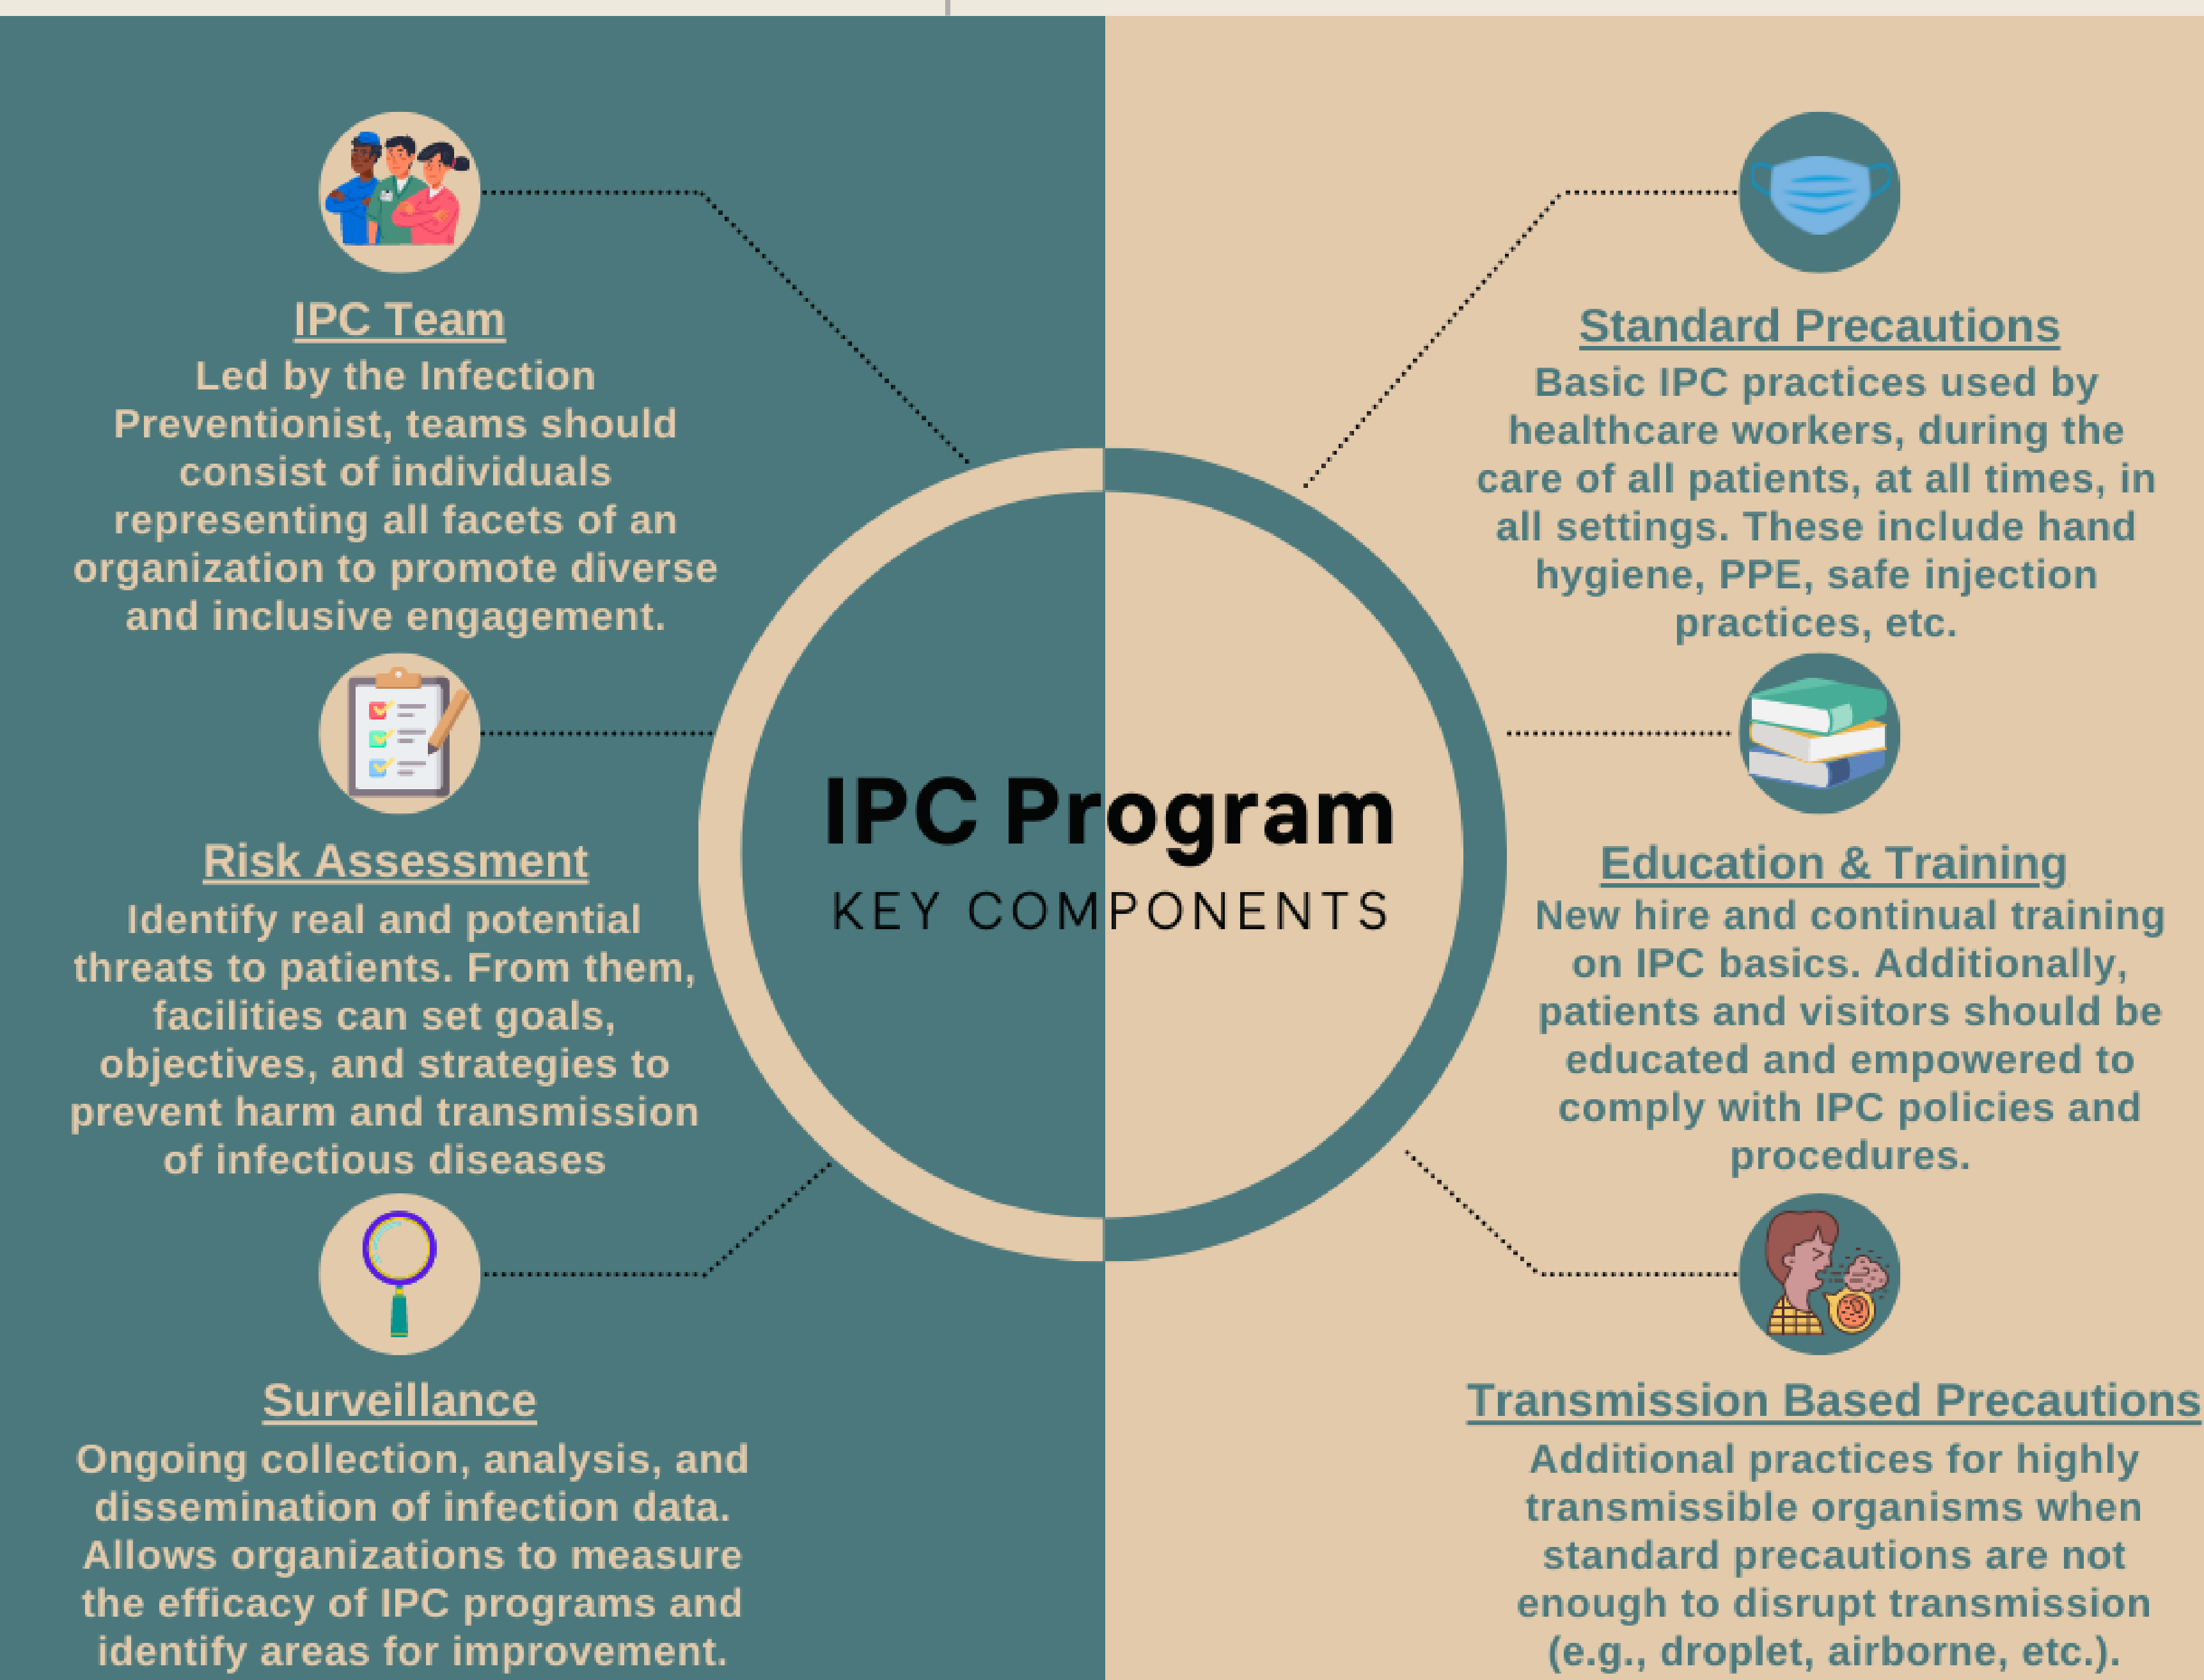 IPC Team
Led by the Infection
Preventionist, teams should
consist of individuals
representing all facets of an
organization to promote diverse
and inclusive engagement.
Risk Assessment
Identify real and potential
threats to patients. From them,
facilities can set goals,
objectives, and strategies to
prevent harm and transmission
of infectious diseases
Surveillance
Ongoing collection, analysis, and
dissemination of infection data.
Allows organizations to measure
the efficacy of IPC programs and
identify areas for improvement.
IPC Program
KEY COMPONENTS
Standard Precautions
Basic IPC practices used by
healthcare workers, during the
care of all patients, at all times, in
all settings. These include hand
hygiene, PPE, safe injection
practices, etc.
Education & Training
New hire and continual training
on IPC basics. Additionally,
patients and visitors should be
educated and empowered to
comply with IPC policies and
procedures.
Transmission Based Precautions
Additional practices for highly
transmissible organisms when
standard precautions are not
enough to disrupt transmission
(e.g., droplet, airborne, etc.).